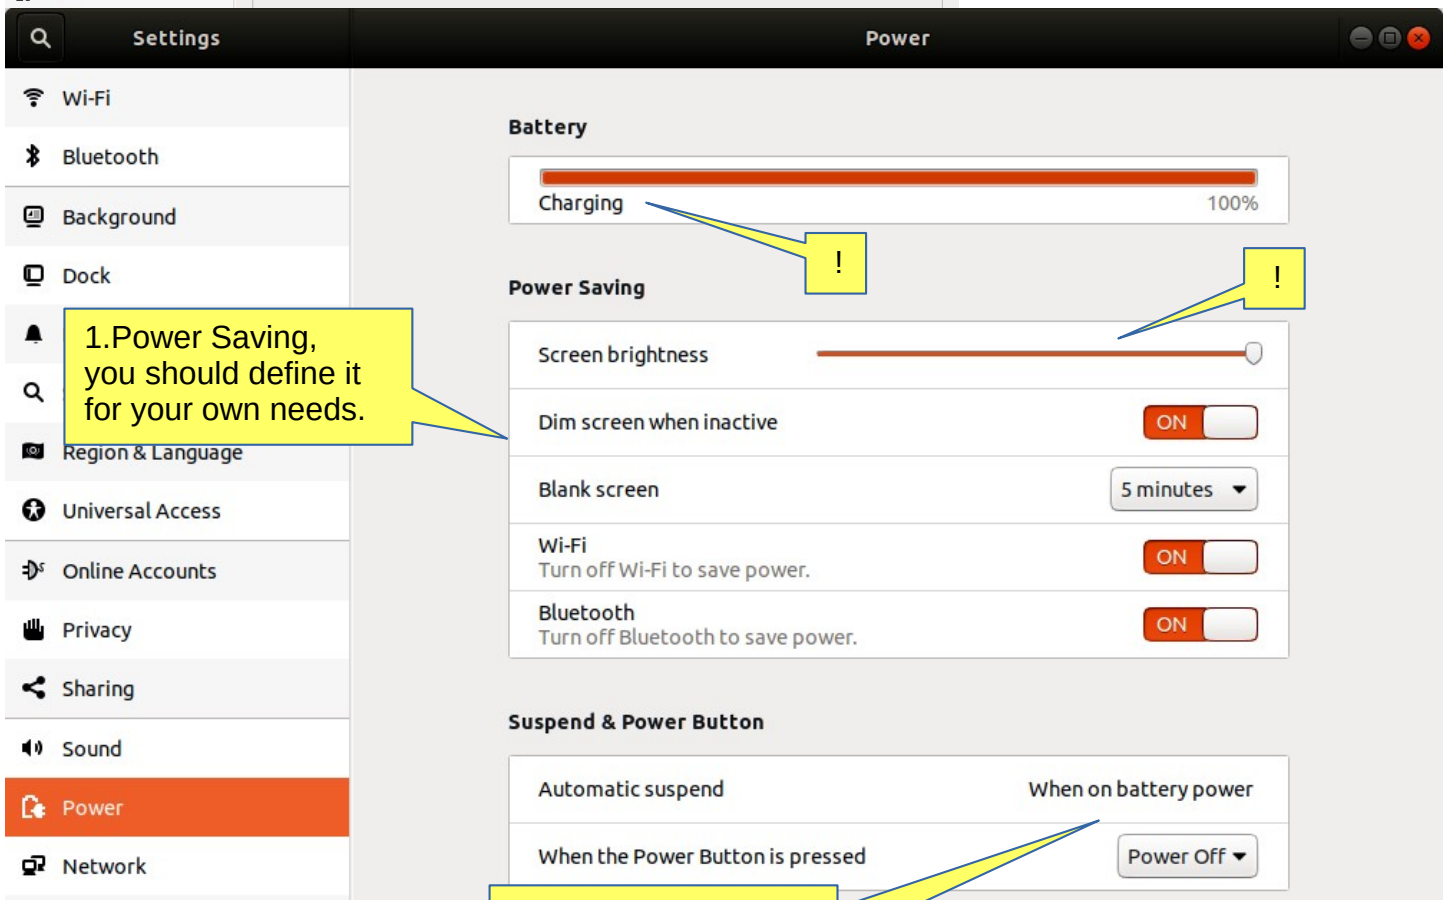 Settings
Power
Wi-Fi
Bluetooth
Background
Dock
Region & Language
Universal Access
Online Accounts
Privacy
Sharing
Sound
Power
Network
Battery
Charging
100%
!
Power Saving
!
1.Power Saving,
you should define it
for your own needs.
Screen brightness
Dim screen when inactive
ON
Blank screen
5 minutes
Wi-Fi
ON
Turn off Wi-Fi to save power.
Bluetooth
ON
Turn off Bluetooth to save power.
Suspend & Power Button
Automatic suspend
When on battery power
When the Power Button is pressed
Power Off